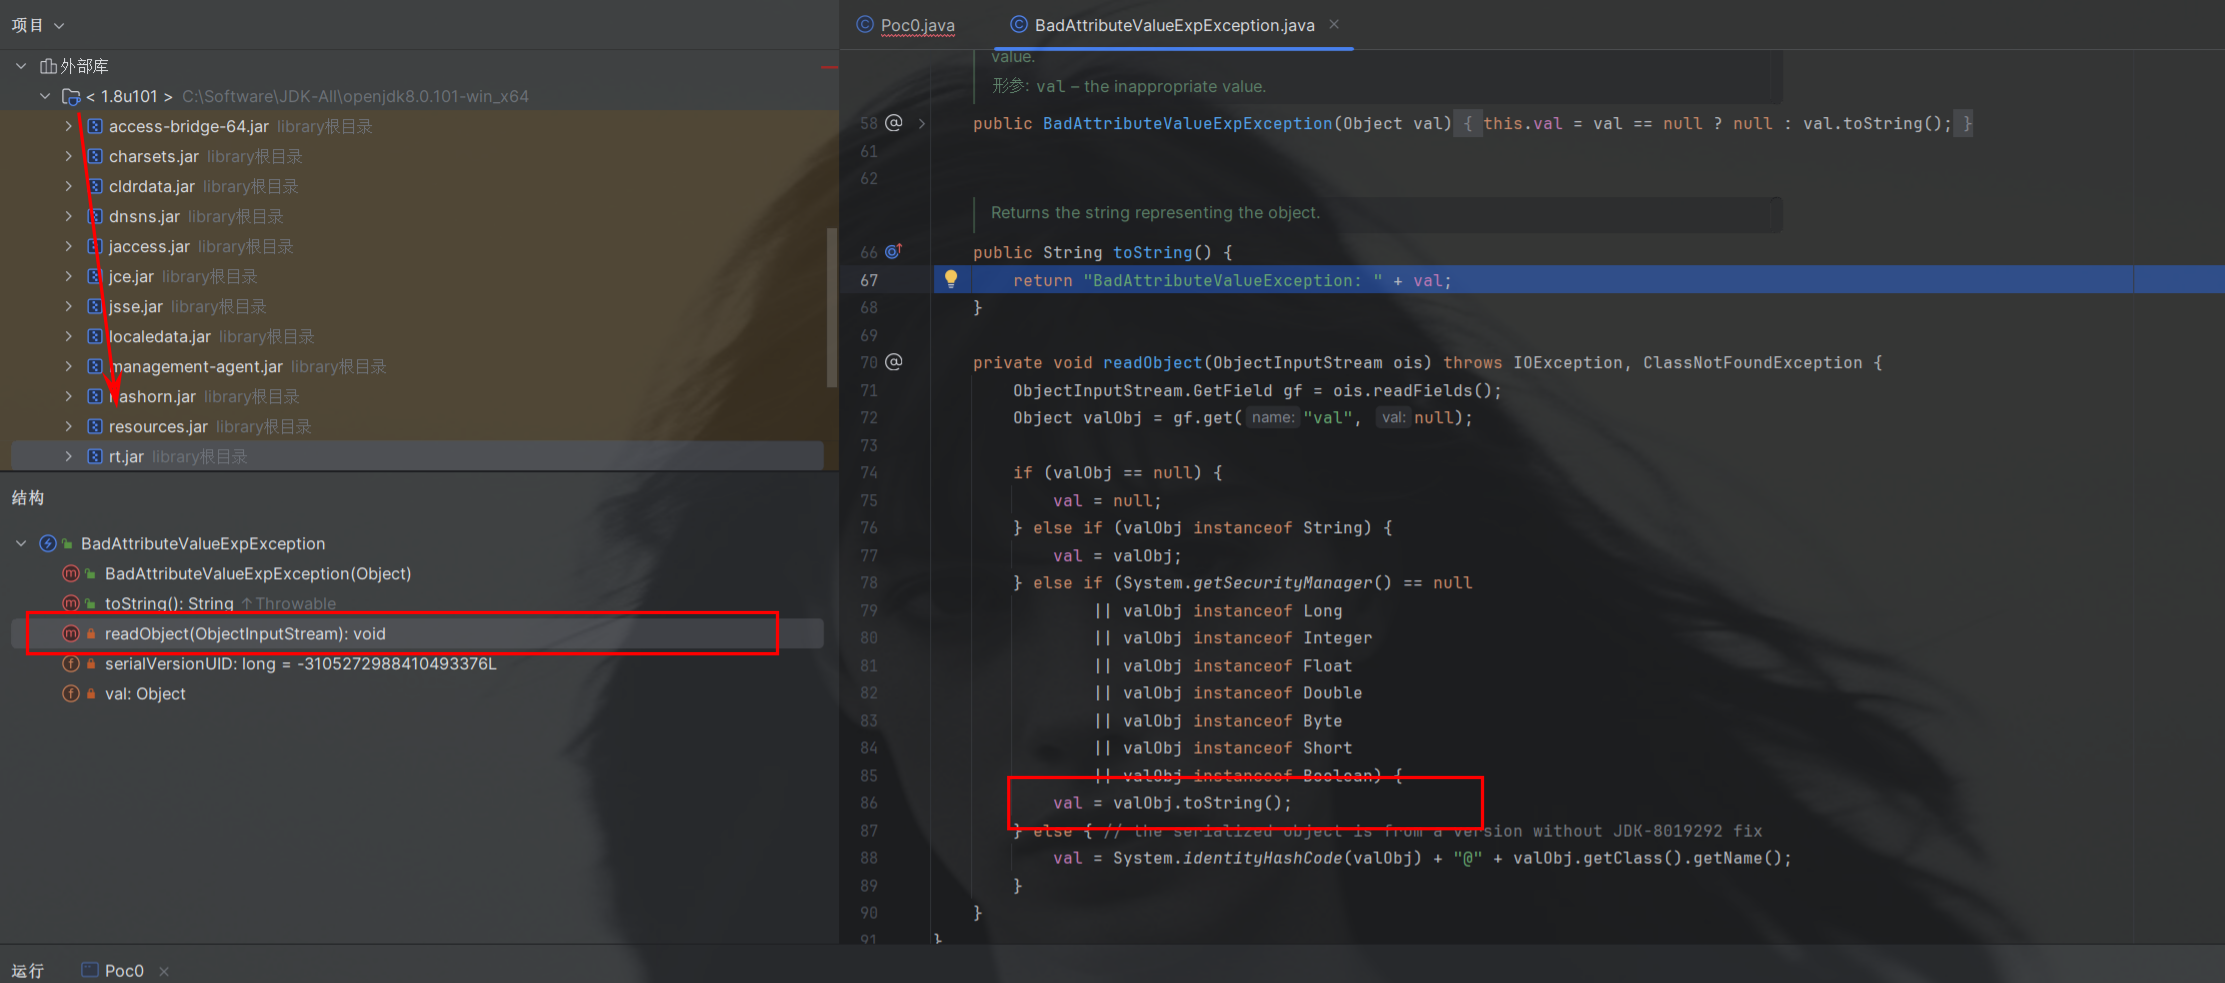 项目
外部库
< 1.8u101 > C:\Software\JDK-All\openjdk8.0.101-win_x64
access-bridge-64.jar library根目录
charsets.jar library根目录
cldrdata.jar library根目录
dnsns.jar library根目录
jaccess.jar library根目录
jce.jar library根目录
jsse.jar library根目录
localedata.jar library根目录
management-agent.jar library根目录
nashorn.jar library根目录
resources.jar library根目录
rt.jar library根目录
结构
BadAttributeValueExpException
BadAttributeValueExpException(Object)
toString(): String ↑Throwable
readObject(ObjectInputStream): void
serialVersionUID: long = -3105272988410493376L
val: Object
Poc0.java BadAttributeValueExpException.java
value.
形参: val – the inappropriate value.
58 public BadAttributeValueExpException(Object val) { this.val = val == null ? null : val.toString(); }
61
62
Returns the string representing the object.
66 public String toString() {
67 return "BadAttributeValueException: " + val;
68 }
69
70 private void readObject(ObjectInputStream ois) throws IOException, ClassNotFoundException {
71 ObjectInputStream.GetField gf = ois.readFields();
72 Object valObj = gf.get( name: "val", val: null);
73
74 if (valObj == null) {
75 val = null;
76 } else if (valObj instanceof String) {
77 val = valObj;
78 } else if (System.getSecurityManager() == null
79 || valObj instanceof Long
80 || valObj instanceof Integer
81 || valObj instanceof Float
82 || valObj instanceof Double
83 || valObj instanceof Byte
84 || valObj instanceof Short
85 || valObj instanceof Boolean) {
86 val = valObj.toString();
87 } else { // the serialized object is from a version without JDK-8019292 fix
88 val = System.identityHashCode(valObj) + "@" + valObj.getClass().getName();
89 }
90 }
91 }
运行 Poc0